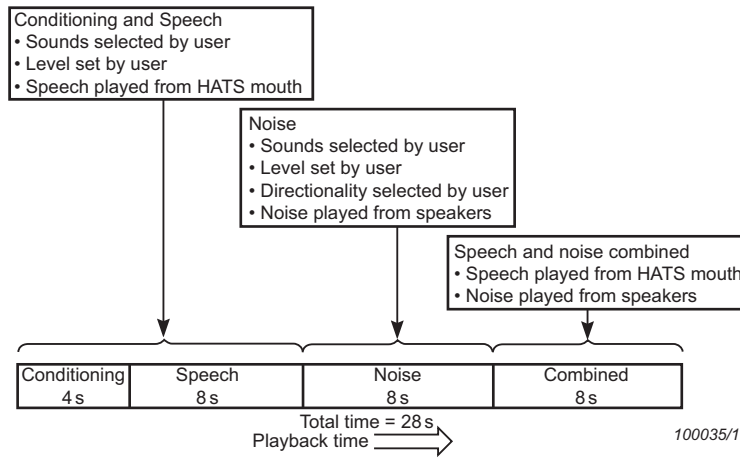 Conditioning and Speech
• Sounds selected by user
• Level set by user
• Speech played from HATS mouth
Noise
• Sounds selected by user
• Level set by user
• Directionality selected by user
• Noise played from speakers
Speech and noise combined
• Speech played from HATS mouth
• Noise played from speakers
Conditioning
4 s
Speech
8 s
Noise
8 s
Combined
8 s
Total time = 28 s
Playback time
100035/1